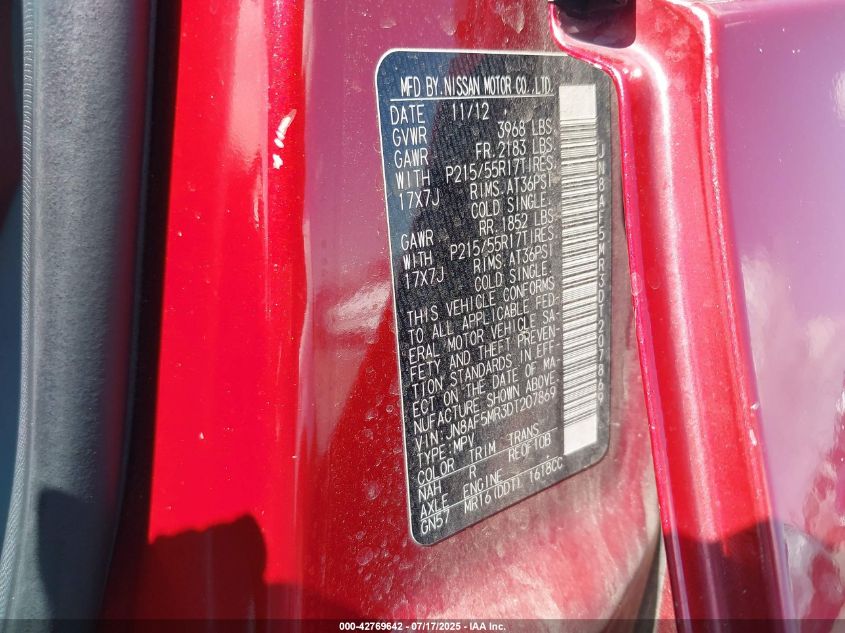 MFD BY NISSAN MOTOR CO.,LTD.
DATE 11/12
GVWR 3968 LBS
GAWR FR.2183 LBS
WITH P215/55R17TIRES
17X7J RIMS.AT36PSI
COLD SINGLE.
GAWR RR.1852 LBS
WITH P215/55R17TIRES
17X7J RIMS.AT36PSI
COLD SINGLE.
THIS VEHICLE CONFORMS
TO ALL APPLICABLE FED-
ERAL MOTOR VEHICLE SA-
FETY AND THEFT PREVEN-
TION STANDARDS IN EFF-
ECT ON THE DATE OF MA-
NUFACTURE SHOWN ABOVE.
VIN:JN8AF5MR3DT207869
TYPE:MPV
COLOR TRIM TRANS
NAH R RE0F10B
AXLE ENGINE
GN57 MR16(DDT) 1618CC
JN8AF5MR3DT207869
000-42769642 - 07/17/2025 - IAA Inc.